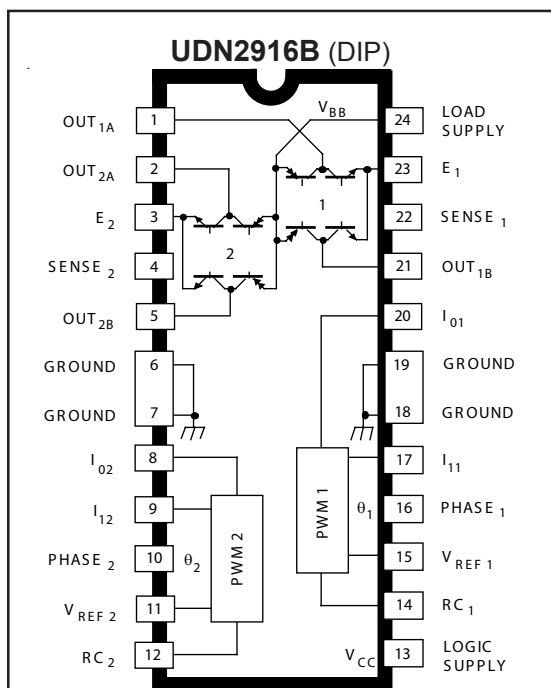 UDN2916B (DIP)
OUT1A 1 VBB 24 LOAD SUPPLY
OUT2A 2 23 E1
1
E2 3 22 SENSE1
2
SENSE2 4 21 OUT1B
OUT2B 5 20 I01
GROUND 6 19 GROUND
GROUND 7 18 GROUND
I02 8 17 I11
PWM 1
I12 9 θ1 16 PHASE1
PHASE2 10 θ2 PWM 2 15 VREF 1
VREF 2 11 14 RC1
RC2 12 VCC 13 LOGIC SUPPLY